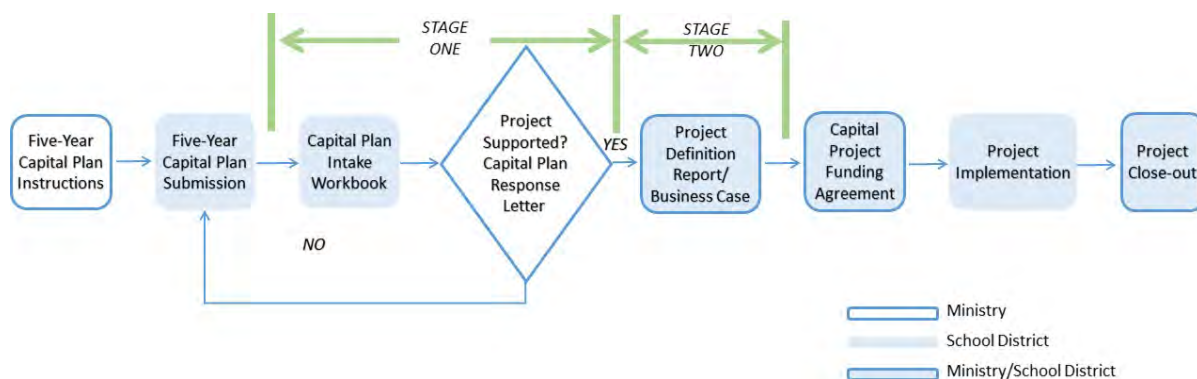 STAGE
ONE
STAGE
TWO
Five-Year
Capital Plan
Instructions
Five-Year
Capital Plan
Submission
Capital Plan
Intake
Workbook
Project
Supported?
Capital Plan
Response
Letter
YES
Project
Definition
Report/
Business Case
Capital
Project
Funding
Agreement
Project
Implementation
Project
Close-out
NO
Ministry
School District
Ministry/School District